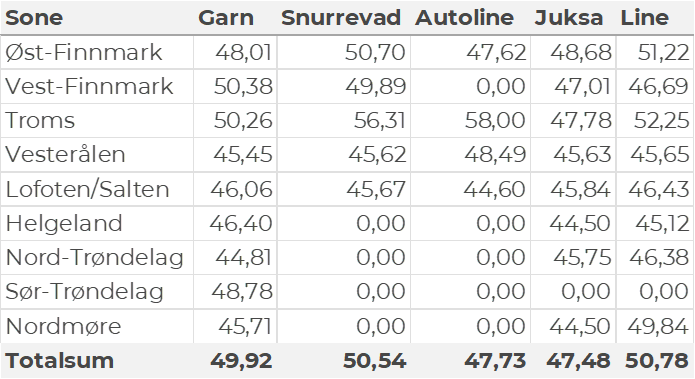 Sone Garn Snurrevad Autoline Juksa Line
Øst-Finnmark 48,01 50,70 47,62 48,68 51,22
Vest-Finnmark 50,38 49,89 0,00 47,01 46,69
Troms 50,26 56,31 58,00 47,78 52,25
Vesterålen 45,45 45,62 48,49 45,63 45,65
Lofoten/Salten 46,06 45,67 44,60 45,84 46,43
Helgeland 46,40 0,00 0,00 44,50 45,12
Nord-Trøndelag 44,81 0,00 0,00 45,75 46,38
Sør-Trøndelag 48,78 0,00 0,00 0,00 0,00
Nordmøre 45,71 0,00 0,00 44,50 49,84
Totalsum 49,92 50,54 47,73 47,48 50,78